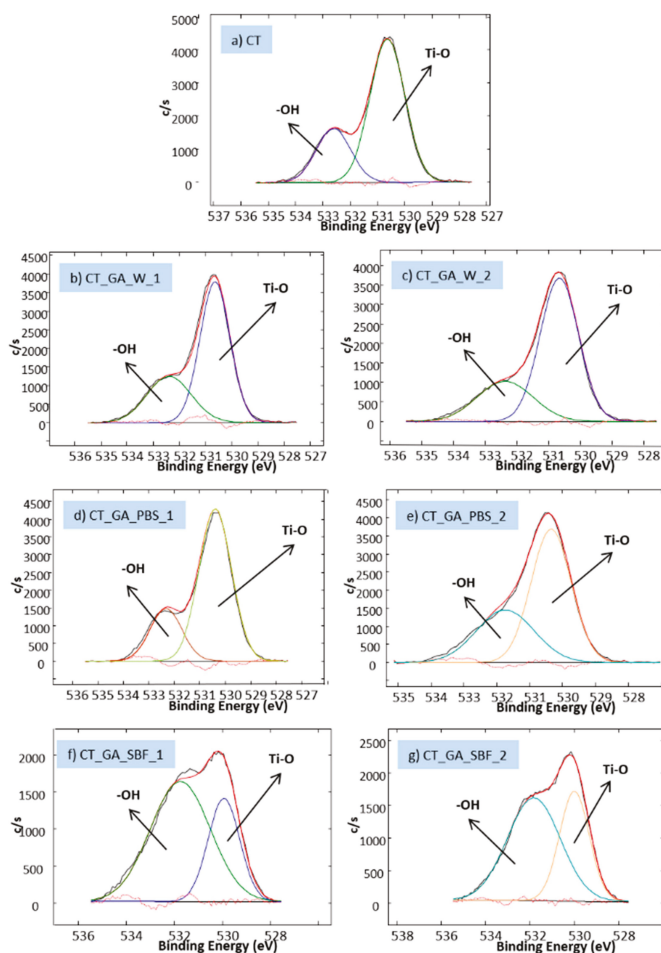 a) CT
5000
4000
3000
2000
1000
0
c/s
-OH
Ti-O
537 536 535 534 533 532 531 530 529 528 527
Binding Energy (eV)
b) CT_GA_W_1
4500
4000
3500
3000
2500
2000
1500
1000
500
0
c/s
-OH
Ti-O
536 535 534 533 532 531 530 529 528 527
Binding Energy (eV)
c) CT_GA_W_2
4500
4000
3500
3000
2500
2000
1500
1000
500
0
c/s
-OH
Ti-O
536 535 534 533 532 531 530 529 528
Binding Energy (eV)
d) CT_GA_PBS_1
4500
4000
3500
3000
2500
2000
1500
1000
500
0
c/s
-OH
Ti-O
536 535 534 533 532 531 530 529 528 527
Binding Energy (eV)
e) CT_GA_PBS_2
4500
4000
3500
3000
2500
2000
1500
1000
500
0
c/s
-OH
Ti-O
535 534 533 532 531 530 529 528
Binding Energy (eV)
f) CT_GA_SBF_1
2000
1500
1000
500
0
c/s
-OH
Ti-O
536 534 532 530 528
Binding Energy (eV)
g) CT_GA_SBF_2
2500
2000
1500
1000
500
0
c/s
-OH
Ti-O
538 536 534 532 530 528
Binding Energy (eV)